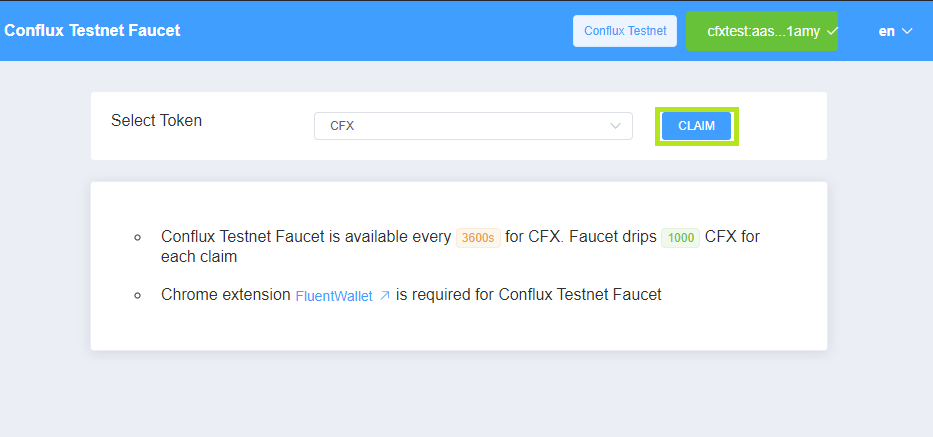 Conflux Testnet Faucet
Conflux Testnet
cfxtest:aas...1amy
en
Select Token
CFX
CLAIM
Conflux Testnet Faucet is available every 3600s for CFX. Faucet drips 1000 CFX for
each claim
Chrome extension FluentWallet is required for Conflux Testnet Faucet